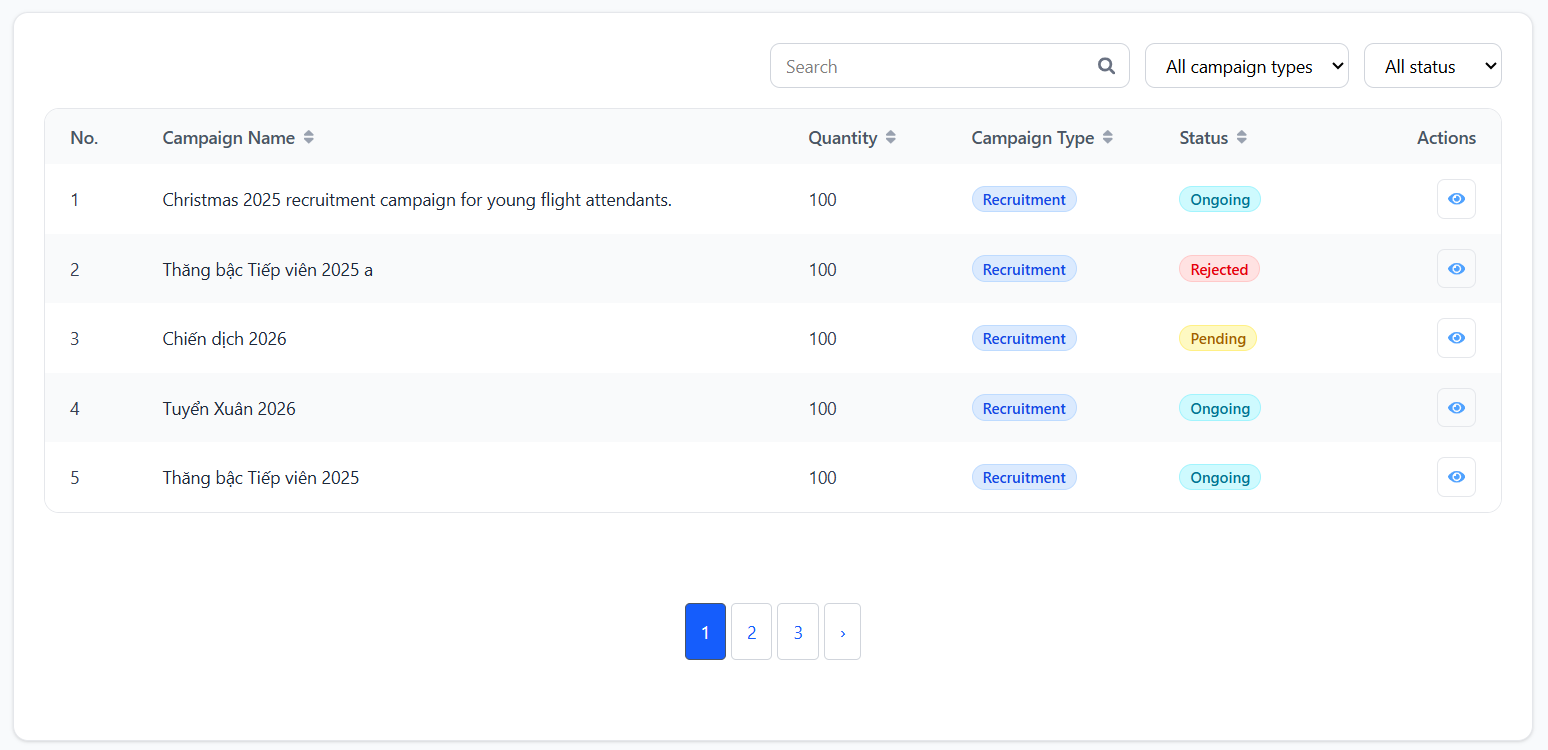 Search All campaign types All status
No. Campaign Name Quantity Campaign Type Status Actions
1 Christmas 2025 recruitment campaign for young flight attendants. 100 Recruitment Ongoing
2 Thăng bậc Tiếp viên 2025 a 100 Recruitment Rejected
3 Chiến dịch 2026 100 Recruitment Pending
4 Tuyển Xuân 2026 100 Recruitment Ongoing
5 Thăng bậc Tiếp viên 2025 100 Recruitment Ongoing
1 2 3 ›